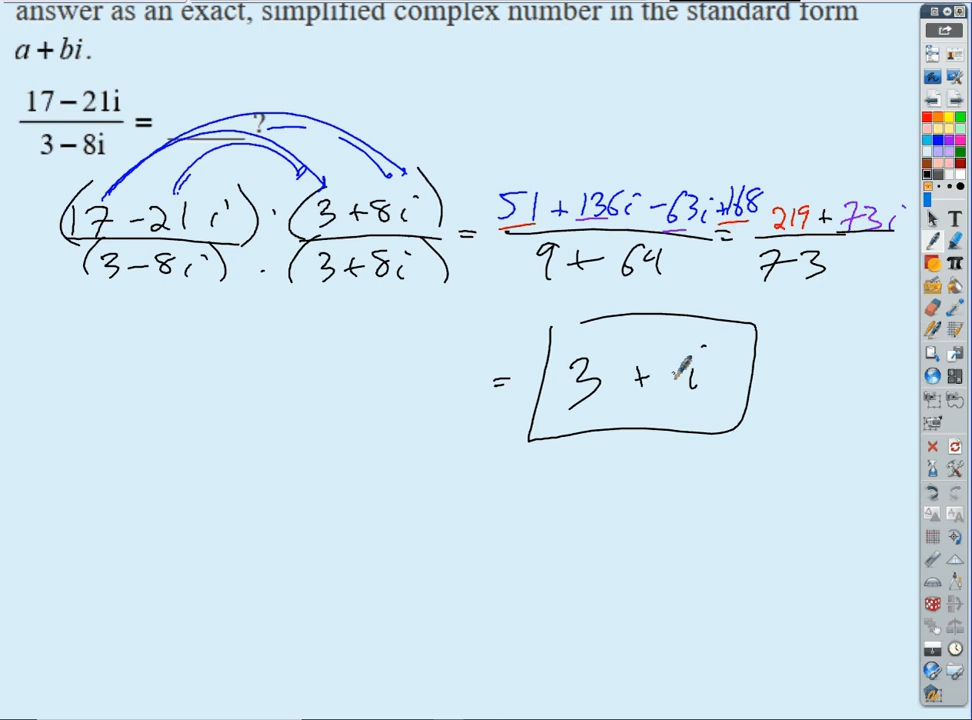 answer as an exact, simplified complex number in the standard form
a + bi.
17 – 21i
3 – 8i
= ?
(17 - 21i) · (3 + 8i)
(3 - 8i) · (3 + 8i)
= 51 + 136i - 63i + 168
9 + 64
= 219 + 73i
73
= 3 + i